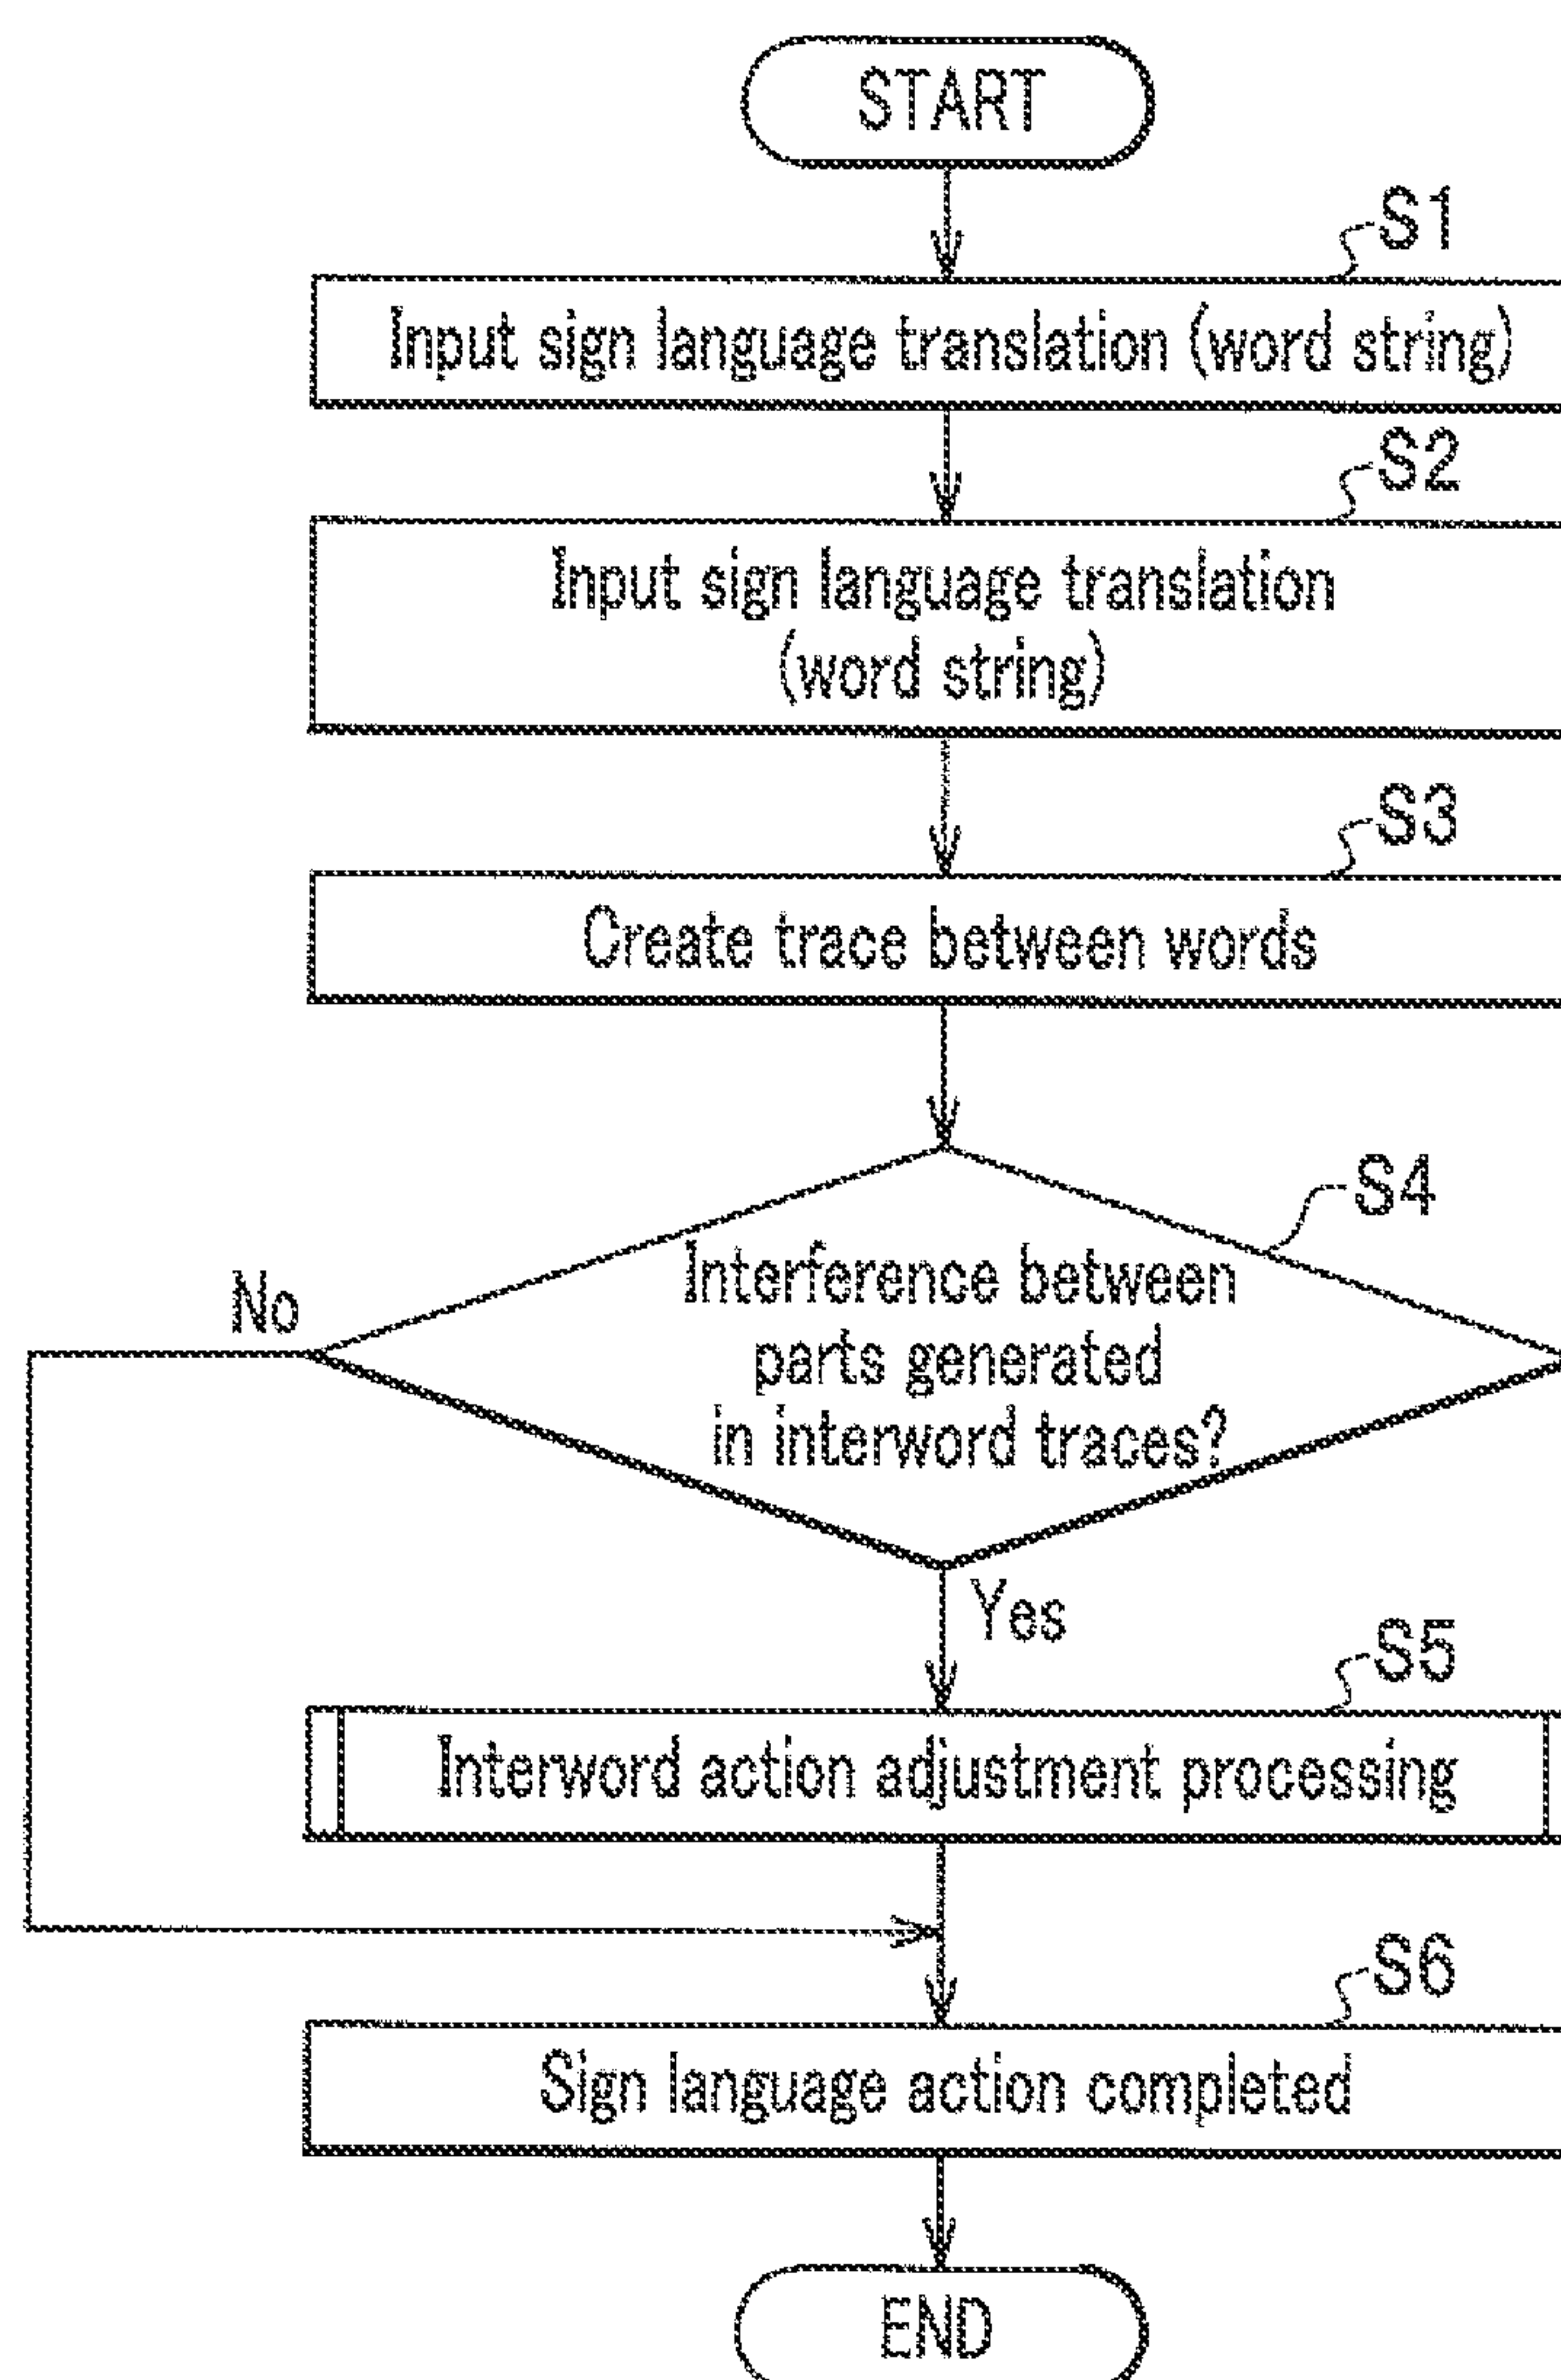 START
S1
Input sign language translation (word string)
S2
Input sign language translation
(word string)
S3
Create trace between words
S4
Interference between
parts generated
in interword traces?
No
Yes
S5
Interword action adjustment processing
S6
Sign language action completed
END